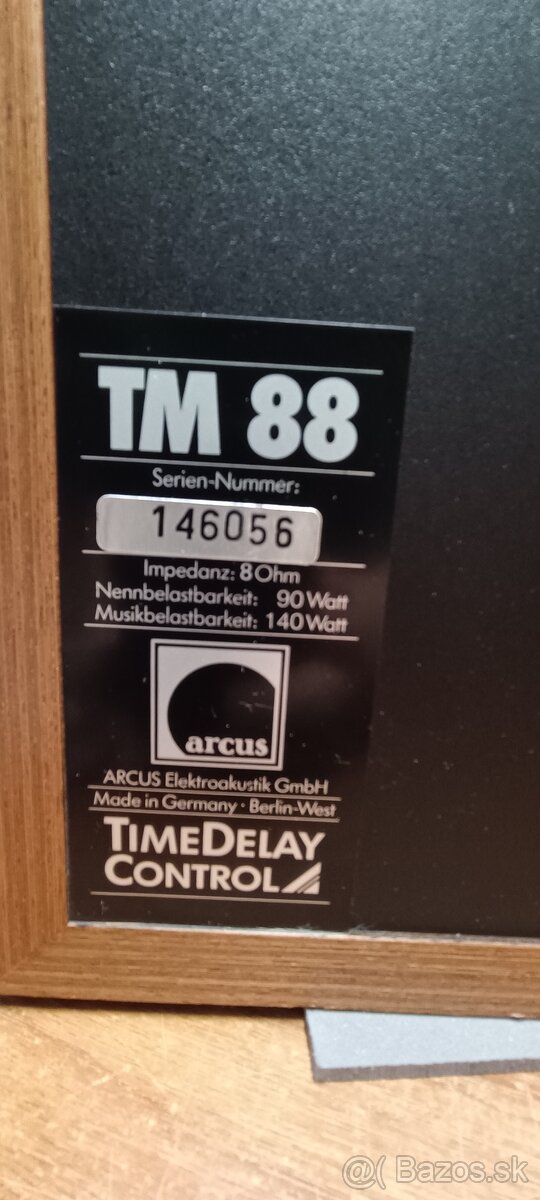 TM 88
Serien-Nummer:
146056
Impedanz: 8 Ohm
Nennbelastbarkeit: 90 Watt
Musikbelastbarkeit: 140 Watt
arcus
ARCUS Elektroakustik GmbH
Made in Germany · Berlin-West
TIMEDELAY
CONTROL
@( Bazos.sk